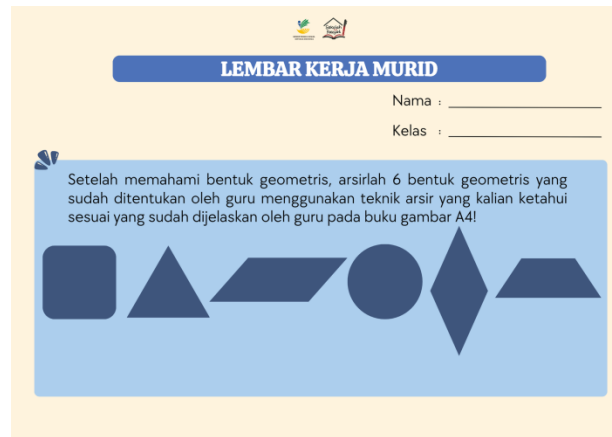 LEMBAR KERJA MURID
Nama : 
Kelas : 
Setelah memahami bentuk geometris, arsirlah 6 bentuk geometris yang
sudah ditentukan oleh guru menggunakan teknik arsir yang kalian ketahui
sesuai yang sudah dijelaskan oleh guru pada buku gambar A4!